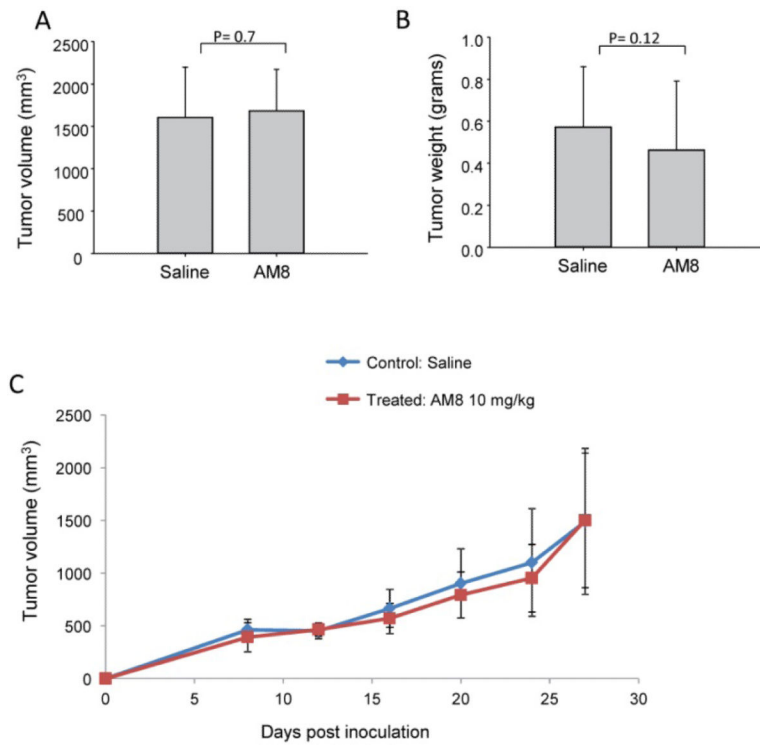 A
P= 0.7
Tumor volume (mm³)
2500
2000
1500
1000
500
0
Saline AM8
B
P= 0.12
Tumor weight (grams)
1.0
0.8
0.6
0.4
0.2
0.0
Saline AM8
C
Control: Saline
Treated: AM8 10 mg/kg
Tumor volume (mm³)
2500
2000
1500
1000
500
0
0 5 10 15 20 25 30
Days post inoculation